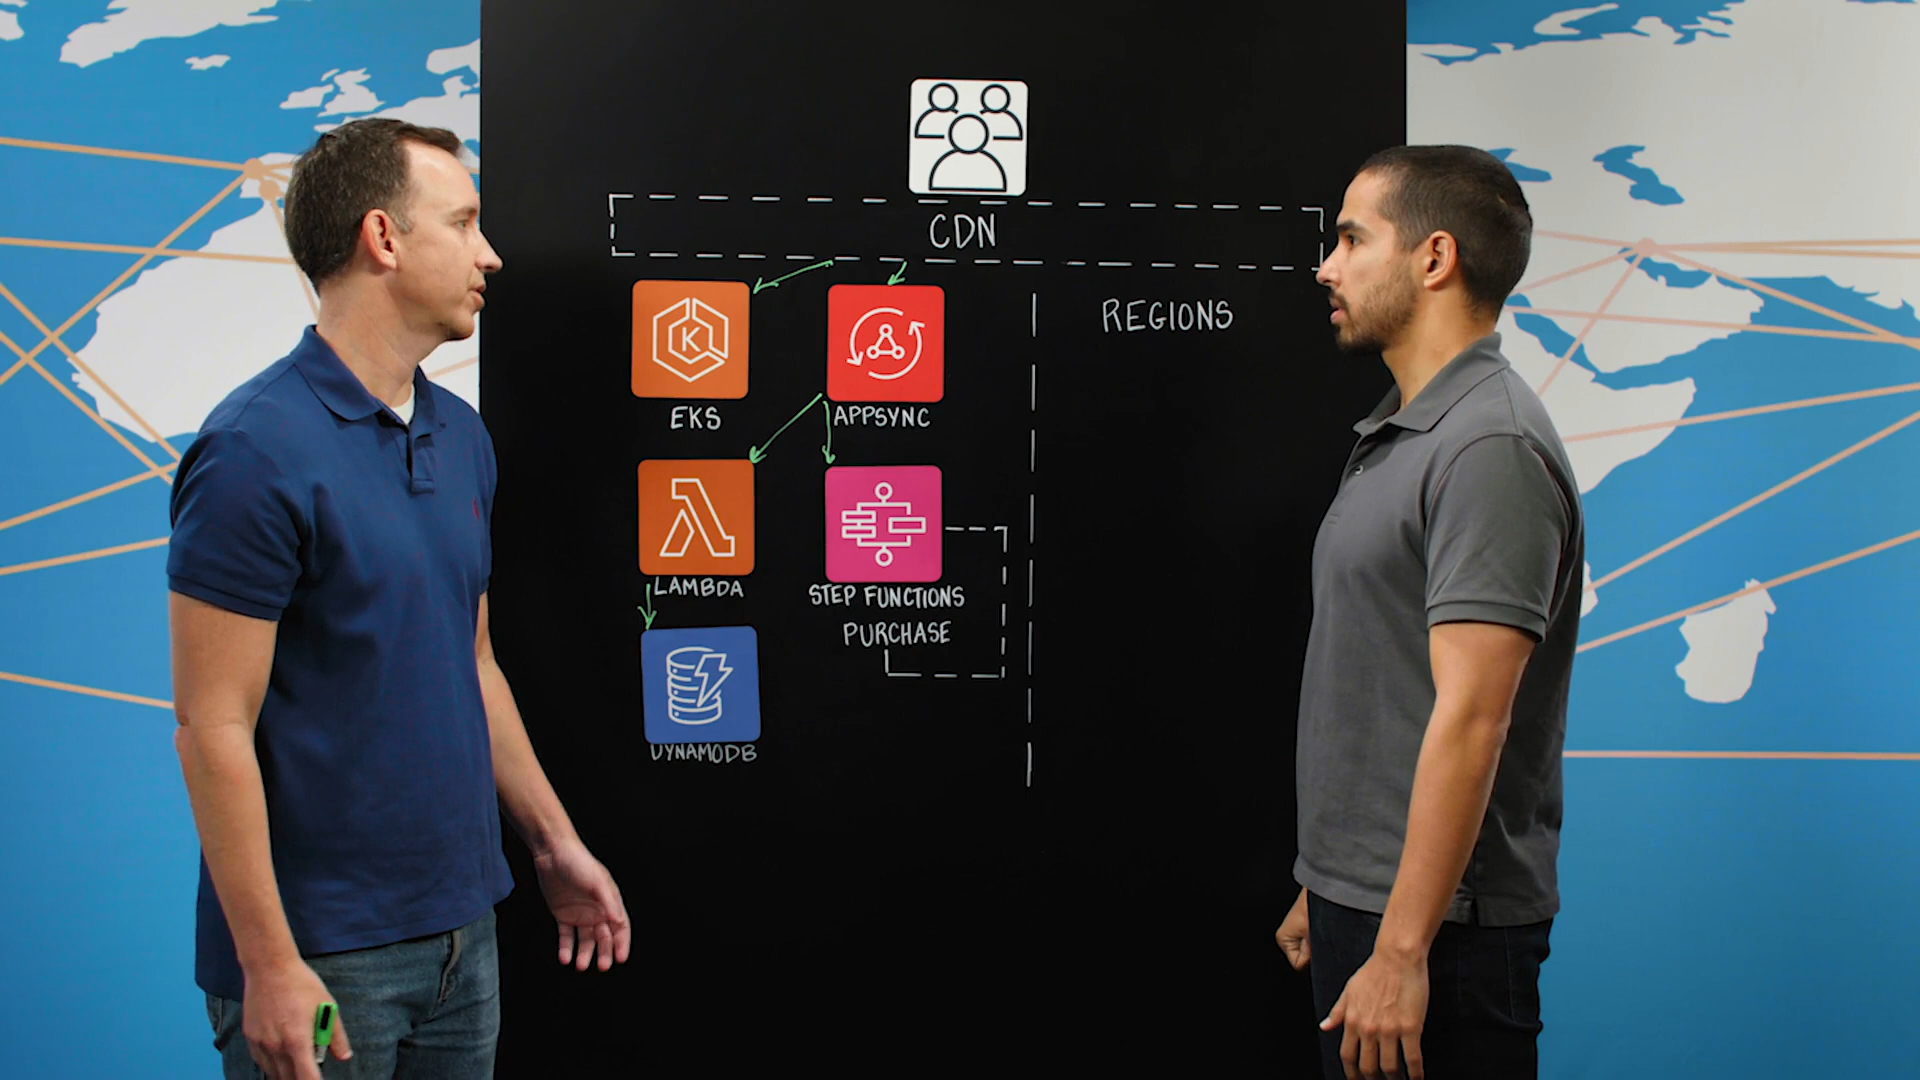 CDN
REGIONS
K
EKS
APPSYNC
LAMBDA
STEP FUNCTIONS
PURCHASE
DYNAMODB